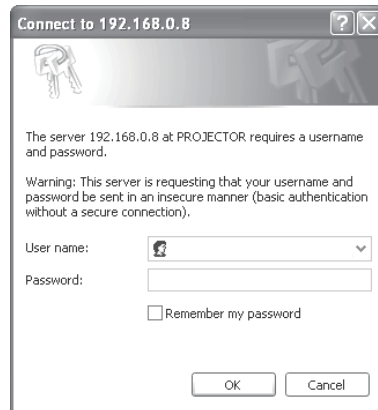 Connect to 192.168.0.8
The server 192.168.0.8 at PROJECTOR requires a username
and password.
Warning: This server is requesting that your username and
password be sent in an insecure manner (basic authentication
without a secure connection).
User name:
Password:
Remember my password
OK
Cancel